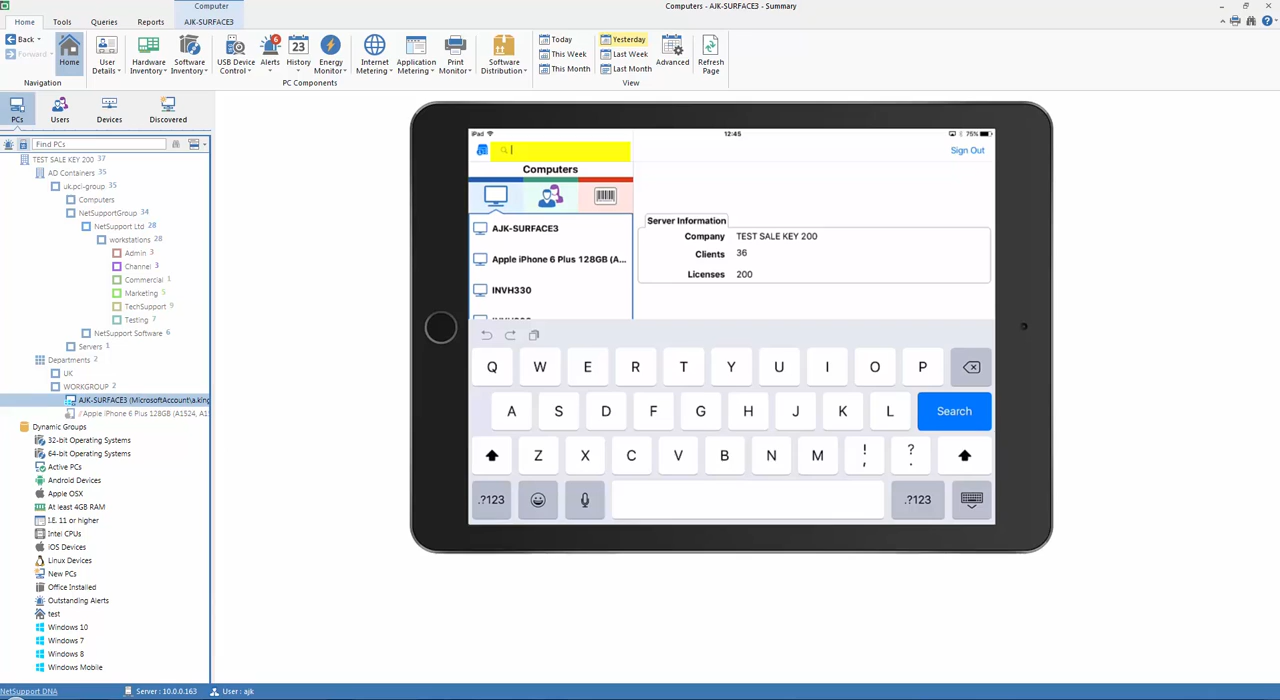 Computers - AJK-SURFACE3 - Summary
Computer
Home Tools Queries Reports AJK-SURFACE3
Back
Forward
Home
User Details
Hardware Inventory
Software Inventory
USB Device Control
Alerts
6
History
23
Energy Monitor
Internet Metering
Application Metering
Print Monitor
Software Distribution
Today
This Week
This Month
Yesterday
Last Week
Last Month
Advanced
Refresh Page
Navigation
PC Components
View
PCs
Users
Devices
Discovered
Find PCs
TEST SALE KEY 200 37
AD Containers 35
uk.pci-group 35
Computers
NetSupportGroup 34
NetSupport Ltd 28
workstations 28
Admin 3
Channel 3
Commercial 1
Marketing 5
TechSupport 9
Testing 7
NetSupport Software 6
Servers 1
Departments 2
UK
WORKGROUP 2
AJK-SURFACE3 (MicrosoftAccount\a.king
Apple iPhone 6 Plus 128GB (A1524, A15
Dynamic Groups
32-bit Operating Systems
64-bit Operating Systems
Active PCs
Android Devices
Apple OSX
At least 4GB RAM
I.E. 11 or higher
Intel CPUs
iOS Devices
Linux Devices
New PCs
Office Installed
Outstanding Alerts
test
Windows 10
Windows 7
Windows 8
Windows Mobile
NetSupport DNA
Server : 10.0.0.163
User : ajk
iPad
12:45
75%
Sign Out
Computers
AJK-SURFACE3
Apple iPhone 6 Plus 128GB (A...
INVH330
Server Information
Company TEST SALE KEY 200
Clients 36
Licenses 200
Q W E R T Y U I O P
A S D F G H J K L Search
Z X C V B N M ! , ? .
.?123 .?123